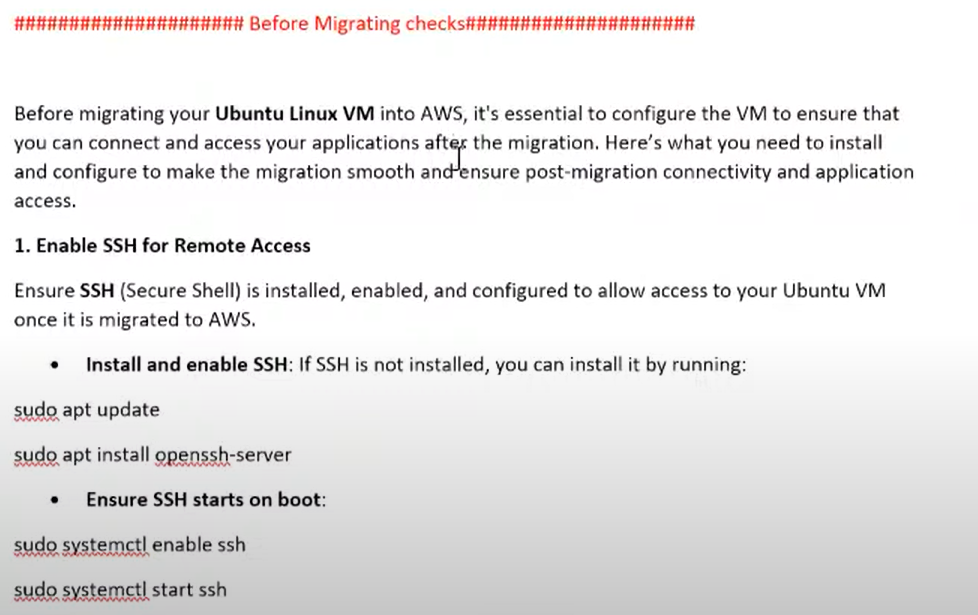 ##################### Before Migrating checks#####################
Before migrating your Ubuntu Linux VM into AWS, it's essential to configure the VM to ensure that
you can connect and access your applications after the migration. Here’s what you need to install
and configure to make the migration smooth and ensure post-migration connectivity and application
access.
1. Enable SSH for Remote Access
Ensure SSH (Secure Shell) is installed, enabled, and configured to allow access to your Ubuntu VM
once it is migrated to AWS.
• Install and enable SSH: If SSH is not installed, you can install it by running:
sudo apt update
sudo apt install openssh-server
• Ensure SSH starts on boot:
sudo systemctl enable ssh
sudo systemctl start ssh